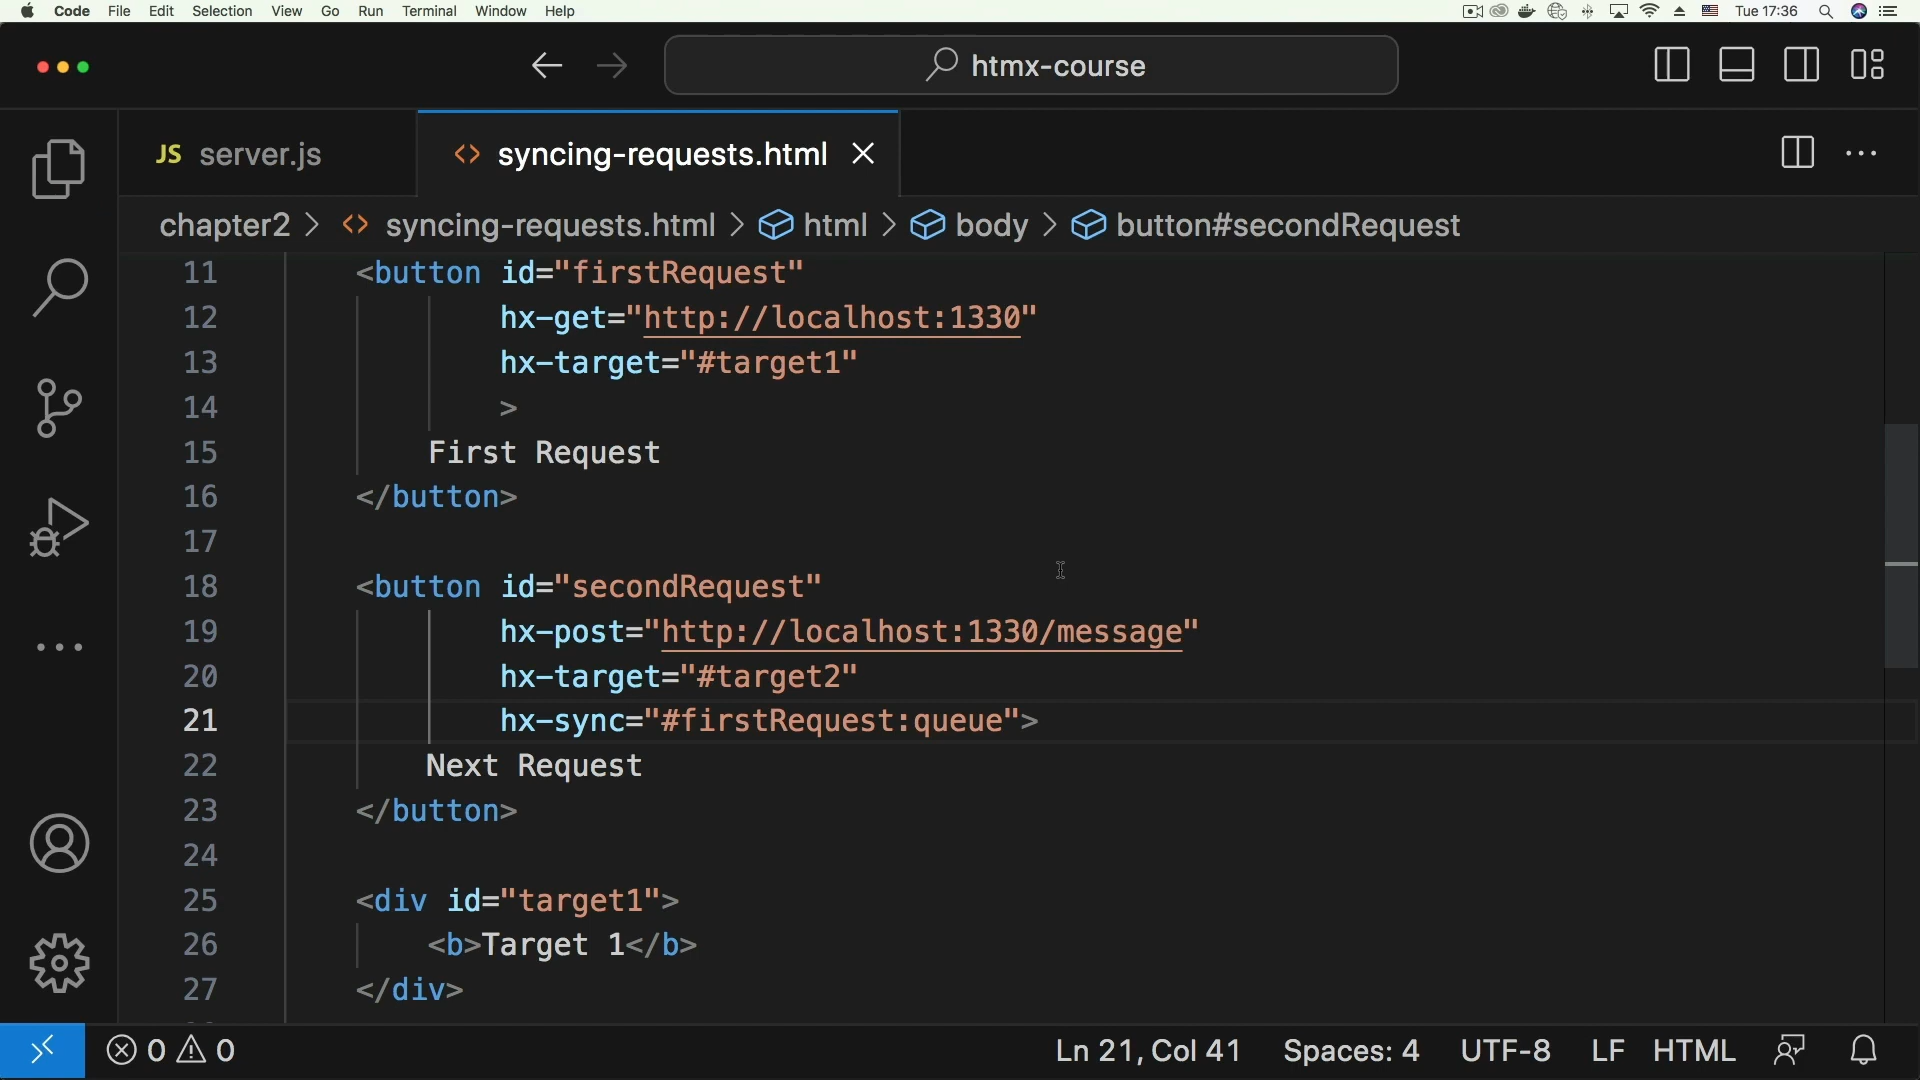 Code File Edit Selection View Go Run Terminal Window Help Tue 17:36
htmx-course
JS server.js <> syncing-requests.html
chapter2 > <> syncing-requests.html > html > body > button#secondRequest
11 <button id="firstRequest"
12 hx-get="http://localhost:1330"
13 hx-target="#target1"
14 >
15 First Request
16 </button>
17
18 <button id="secondRequest"
19 hx-post="http://localhost:1330/message"
20 hx-target="#target2"
21 hx-sync="#firstRequest:queue">
22 Next Request
23 </button>
24
25 <div id="target1">
26 <b>Target 1</b>
27 </div>
0 0 Ln 21, Col 41 Spaces: 4 UTF-8 LF HTML